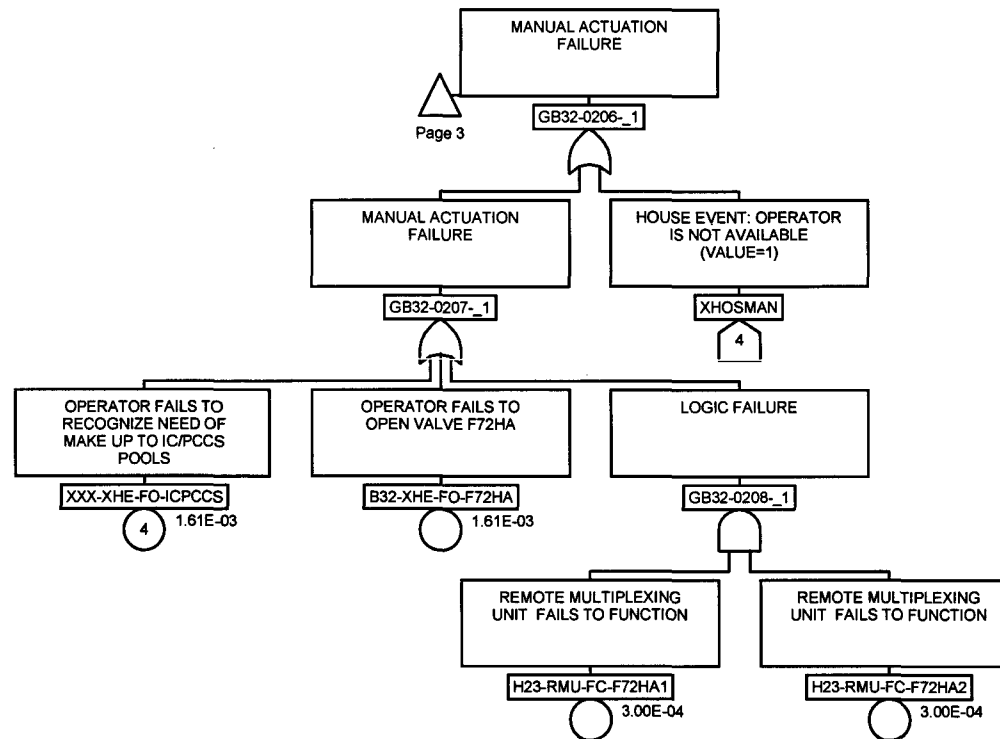 MANUAL ACTUATION
FAILURE
Page 3
GB32-0206-_1
MANUAL ACTUATION
FAILURE
HOUSE EVENT: OPERATOR
IS NOT AVAILABLE
(VALUE=1)
GB32-0207-_1
XHOSMAN
4
OPERATOR FAILS TO
RECOGNIZE NEED OF
MAKE UP TO IC/PCCS
POOLS
OPERATOR FAILS TO
OPEN VALVE F72HA
LOGIC FAILURE
XXX-XHE-FO-ICPCCS
4
1.61E-03
B32-XHE-FO-F72HA
1.61E-03
GB32-0208-_1
REMOTE MULTIPLEXING
UNIT FAILS TO FUNCTION
REMOTE MULTIPLEXING
UNIT FAILS TO FUNCTION
H23-RMU-FC-F72HA1
3.00E-04
H23-RMU-FC-F72HA2
3.00E-04